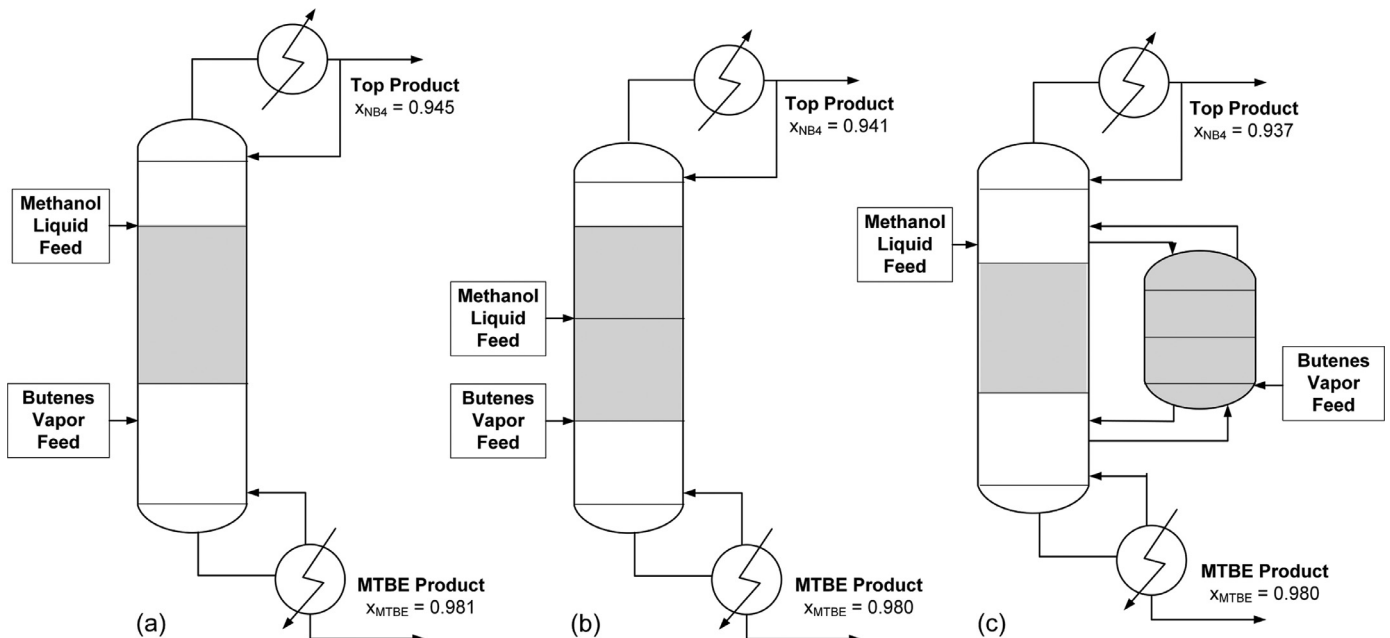 Top Product
xNB4 = 0.945
Methanol
Liquid
Feed
Butenes
Vapor
Feed
MTBE Product
xMTBE = 0.981
(a)
Top Product
xNB4 = 0.941
Methanol
Liquid
Feed
Butenes
Vapor
Feed
MTBE Product
xMTBE = 0.980
(b)
Top Product
xNB4 = 0.937
Methanol
Liquid
Feed
Butenes
Vapor
Feed
MTBE Product
xMTBE = 0.980
(c)